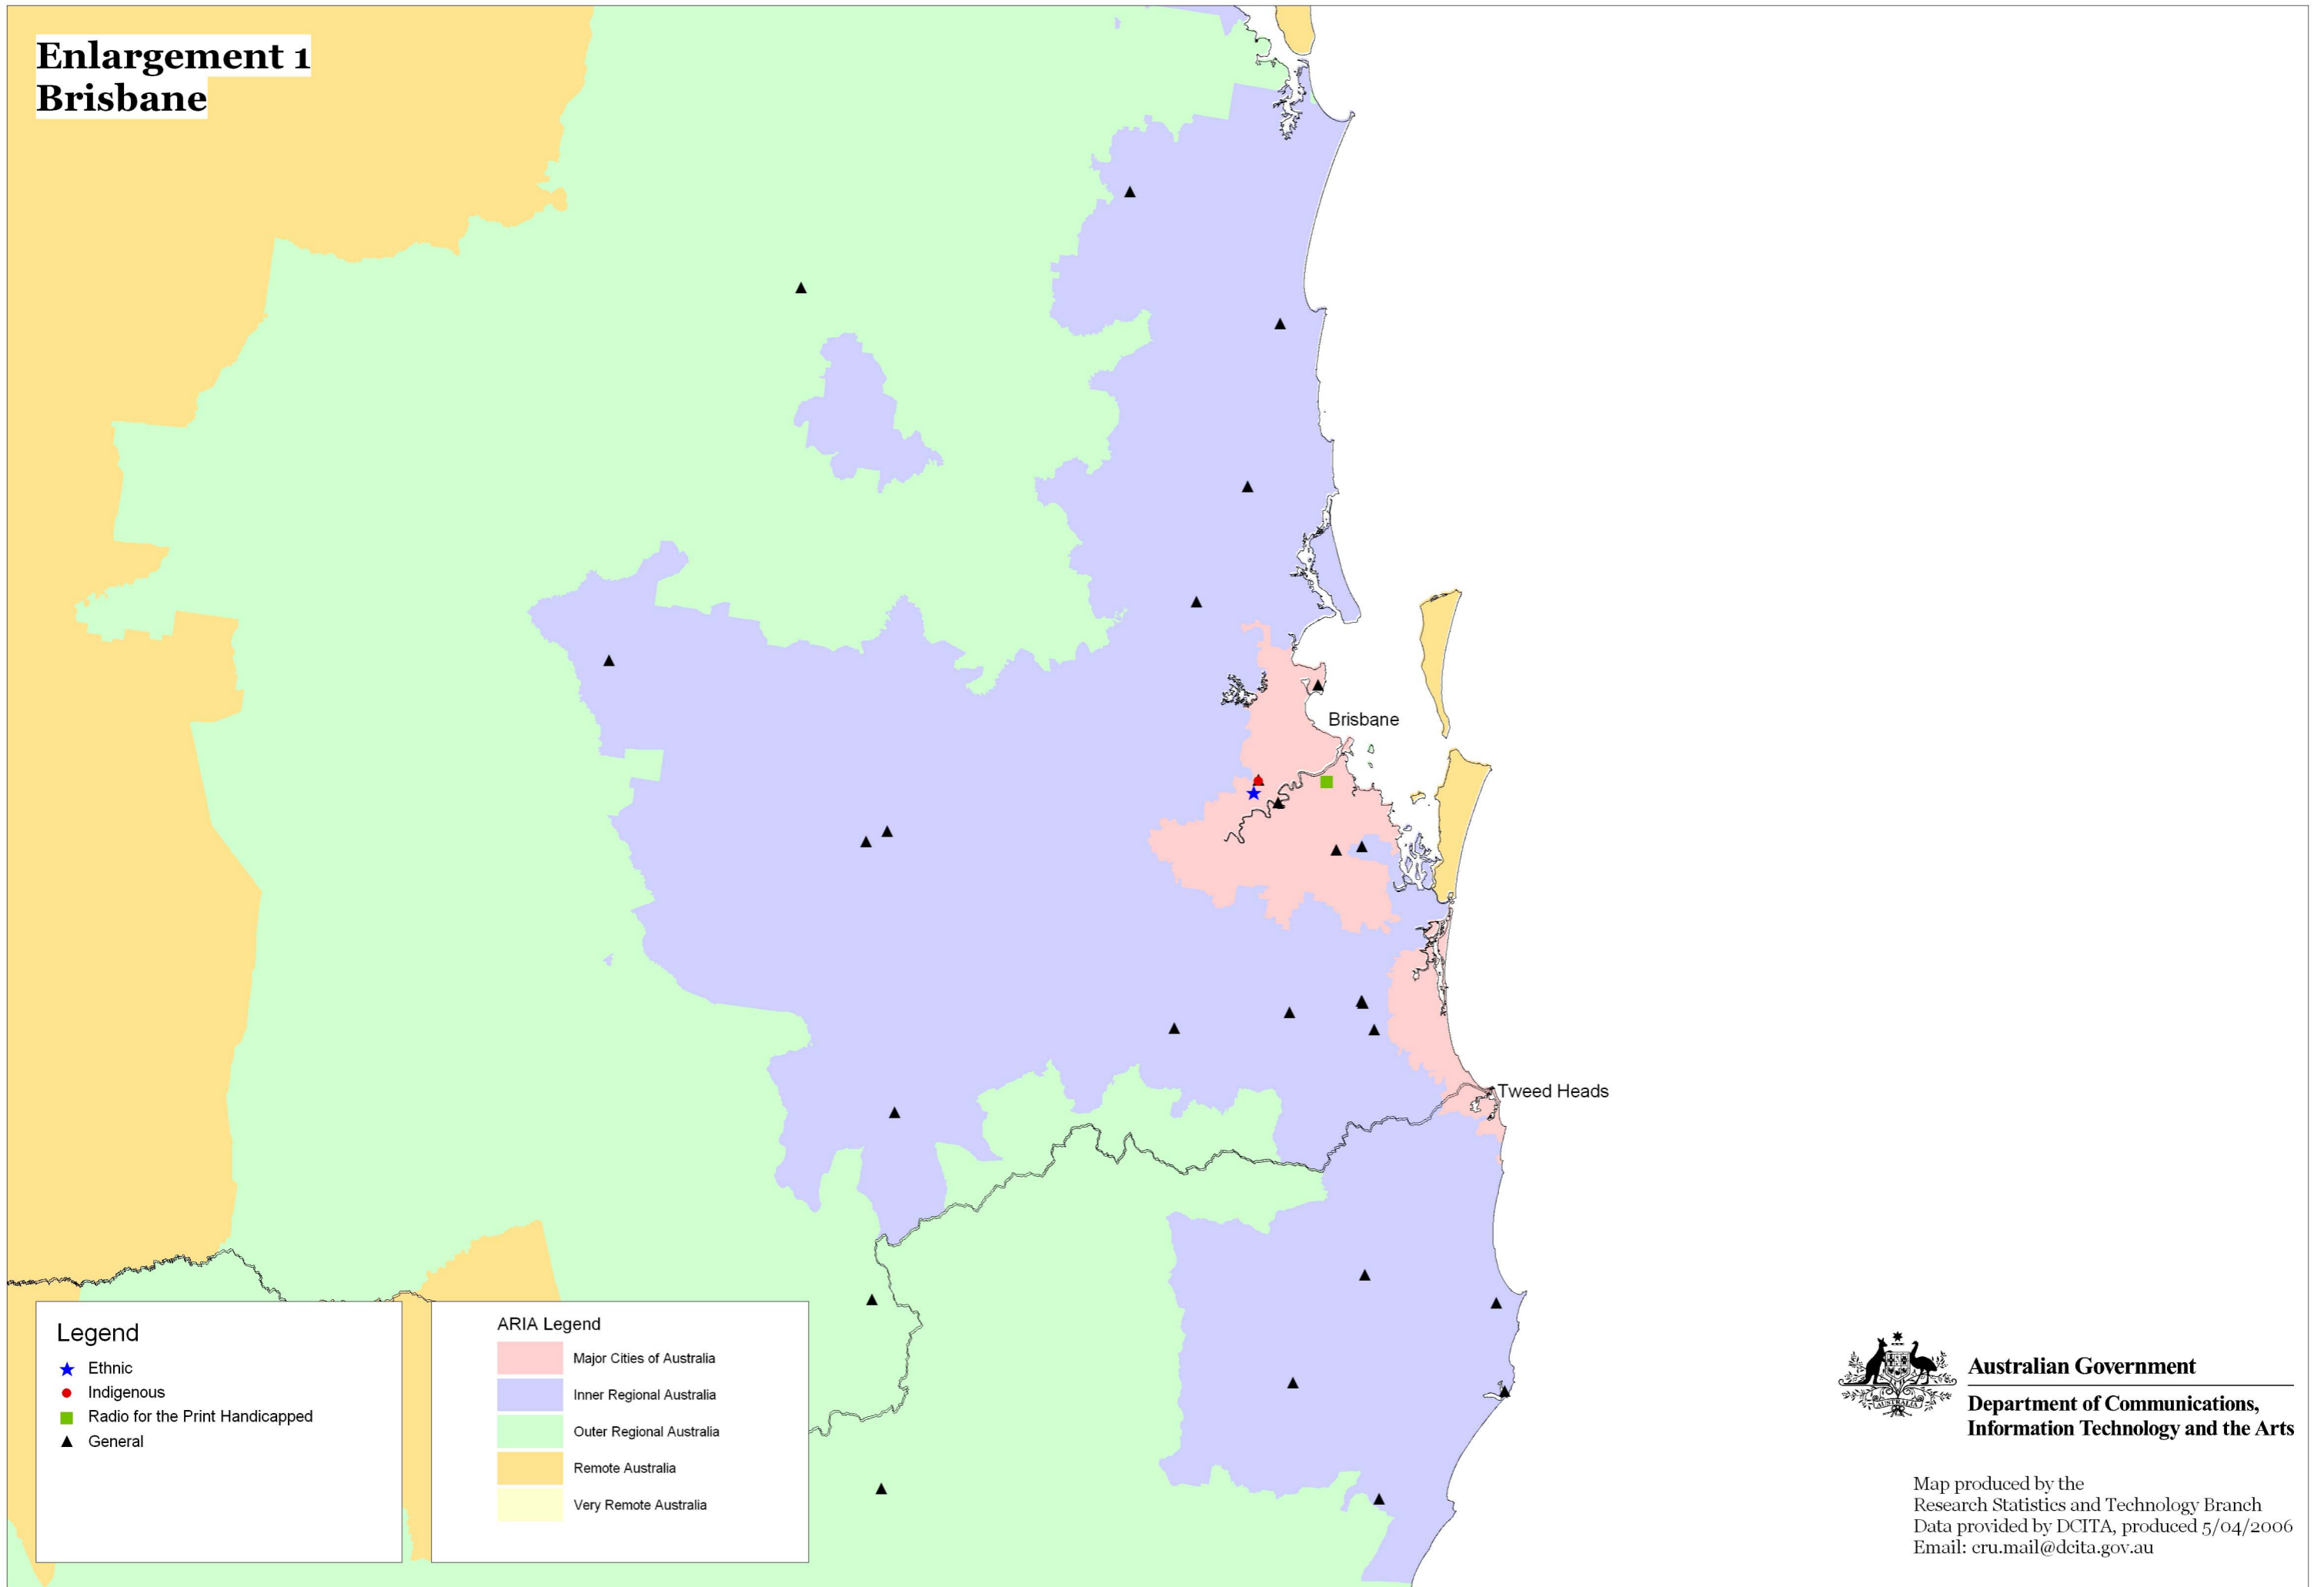 Enlargement 1
Brisbane
Brisbane
Tweed Heads
Legend
Ethnic
Indigenous
Radio for the Print Handicapped
General
ARIA Legend
Major Cities of Australia
Inner Regional Australia
Outer Regional Australia
Remote Australia
Very Remote Australia
AUSTRALIA
Australian Government
Department of Communications,
Information Technology and the Arts
Map produced by the
Research Statistics and Technology Branch
Data provided by DCITA, produced 5/04/2006
Email: cru.mail@dcita.gov.au